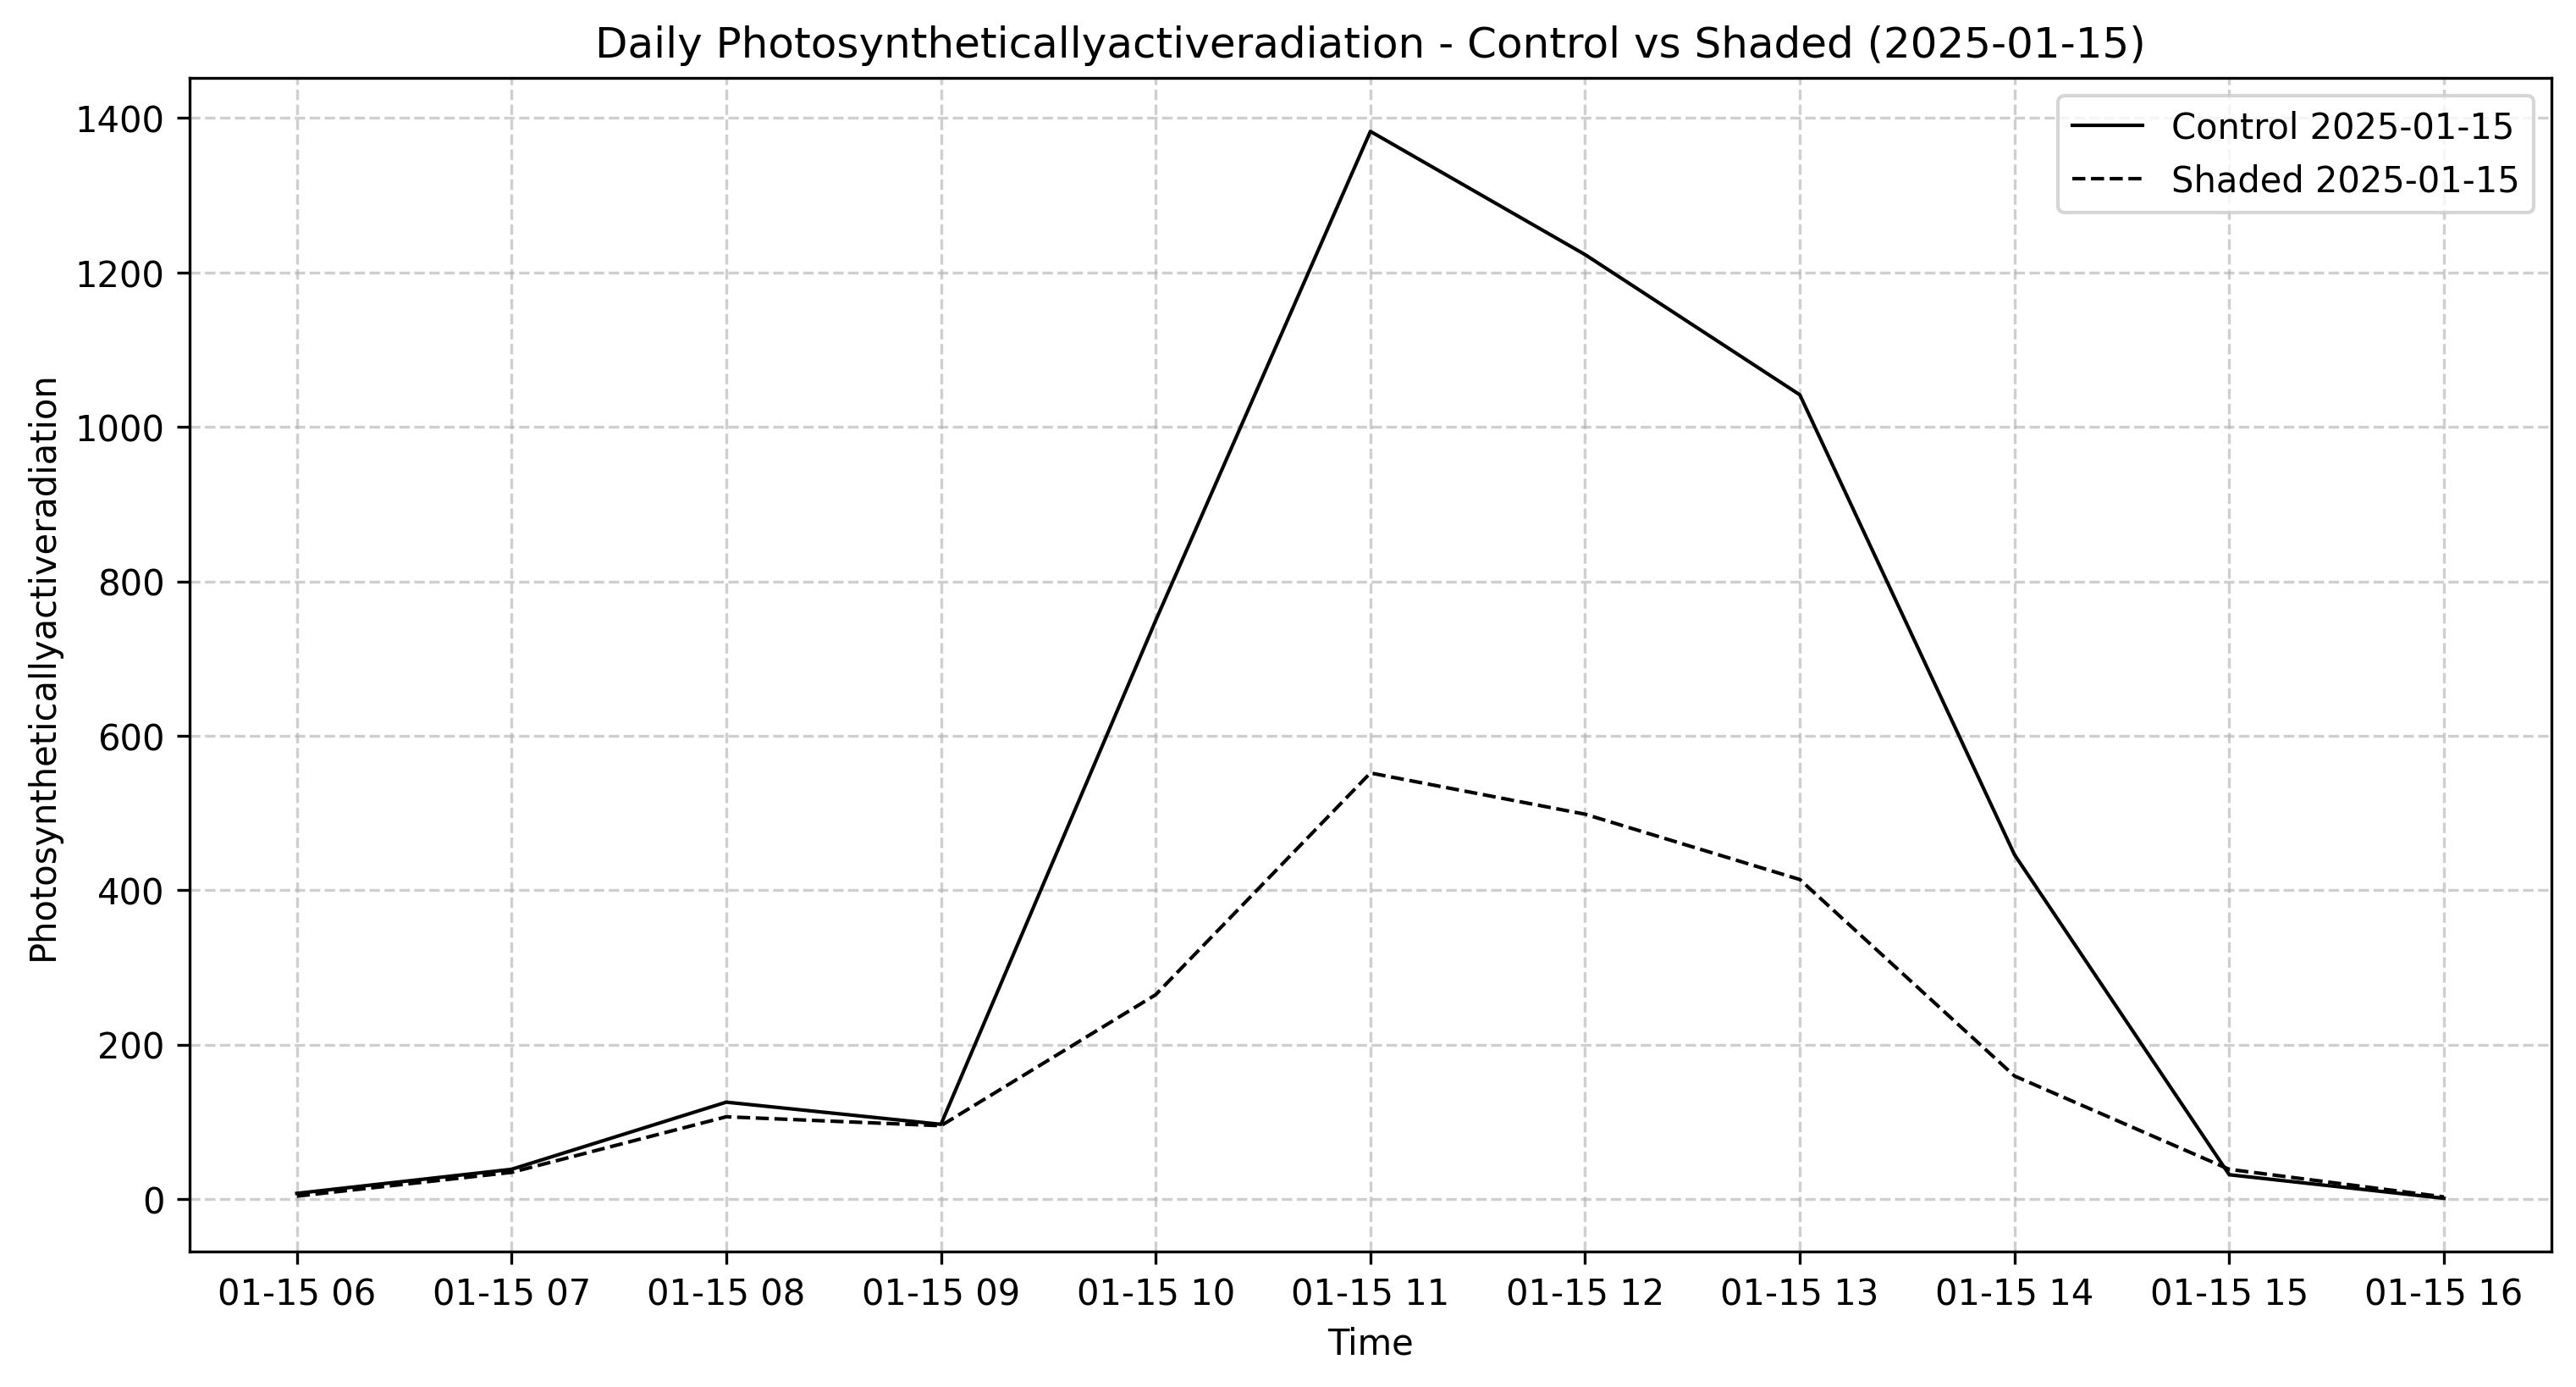 Daily Photosyntheticallyactiveradiation - Control vs Shaded (2025-01-15)
Control 2025-01-15
Shaded 2025-01-15
Photosyntheticallyactiveradiation
1400
1200
1000
800
600
400
200
0
01-15 06 01-15 07 01-15 08 01-15 09 01-15 10 01-15 11 01-15 12 01-15 13 01-15 14 01-15 15 01-15 16
Time